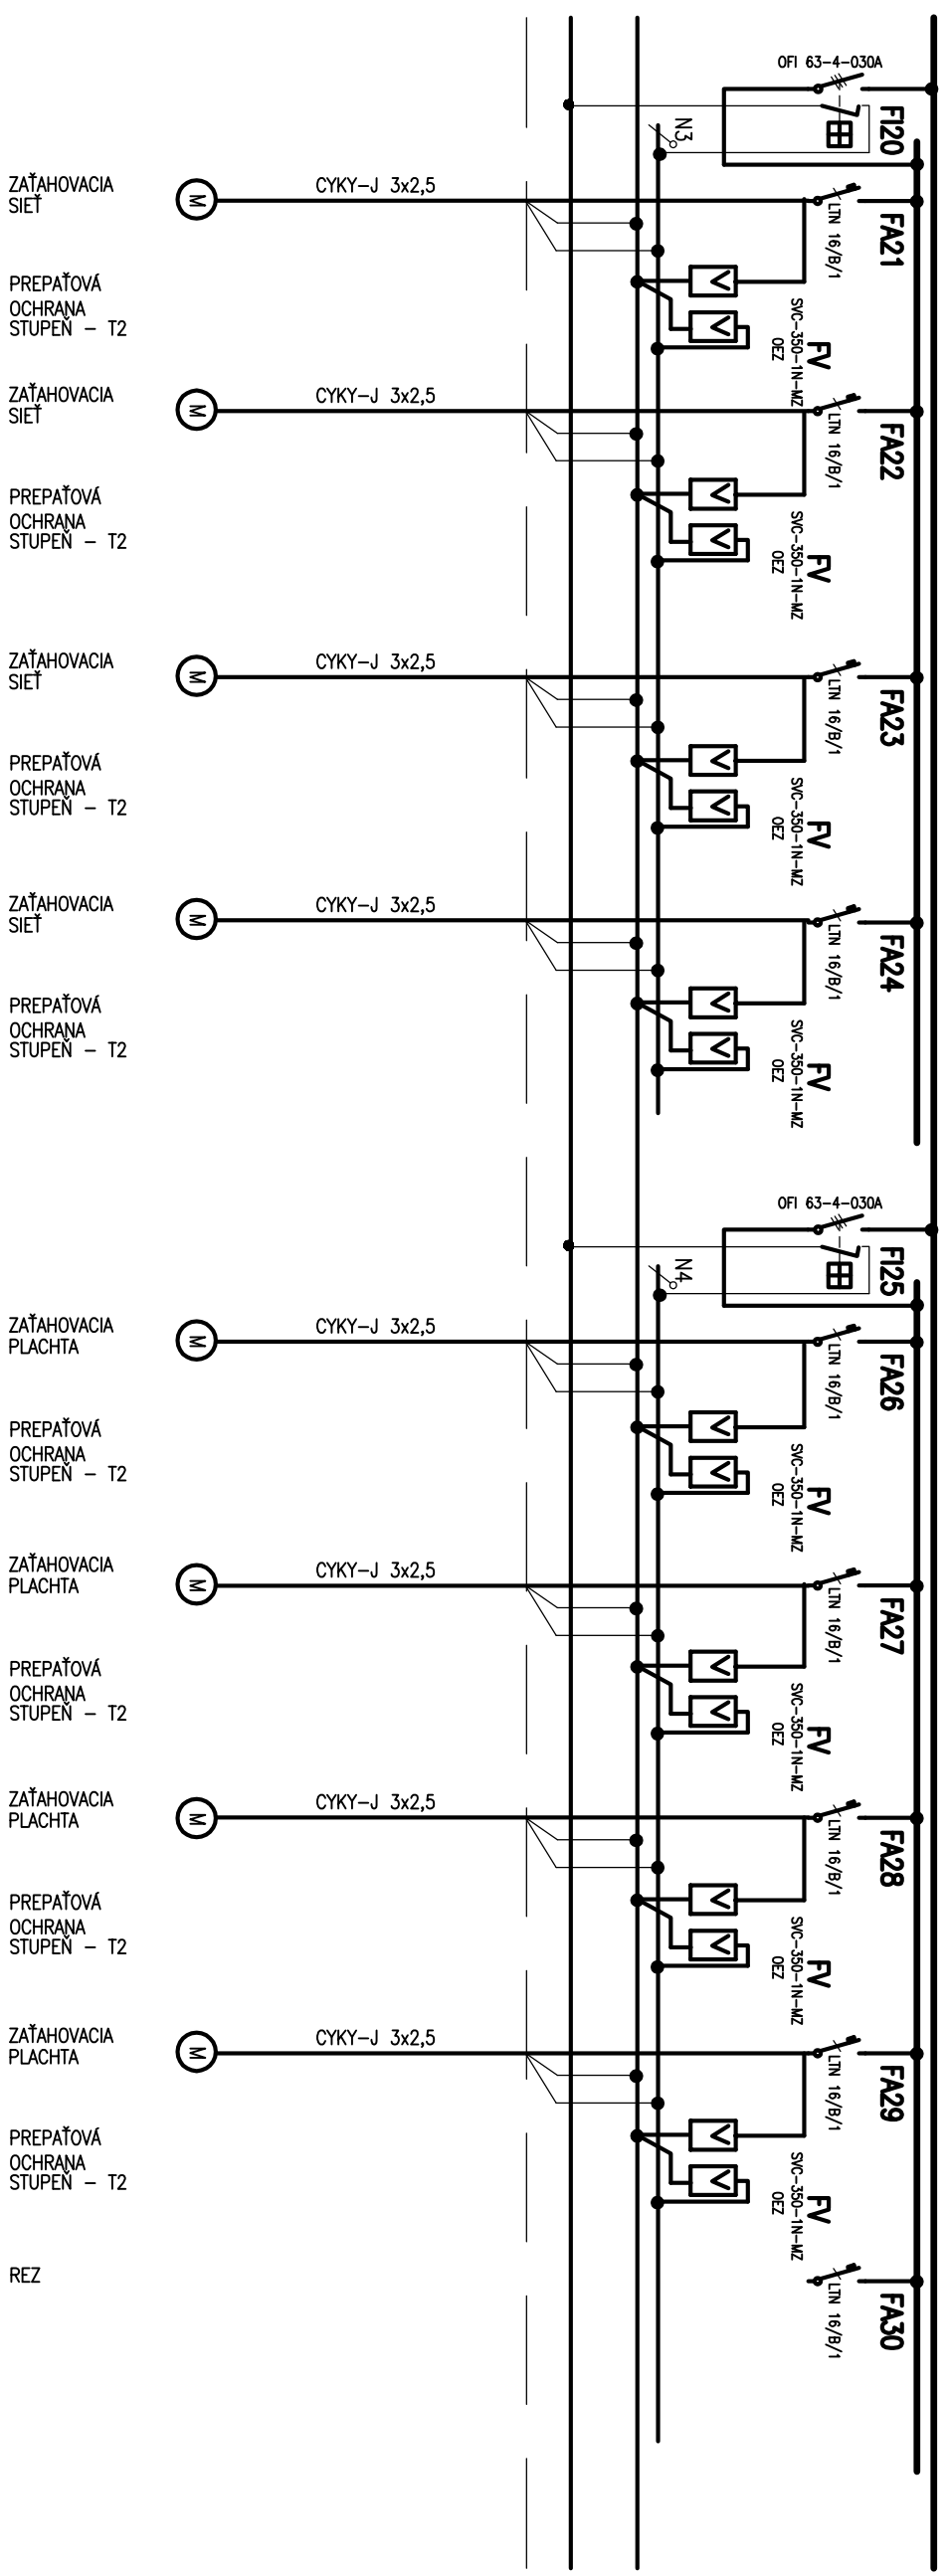 OFI 63-4-030A
FI20
N3
ZAŤAHOVACIA
SIEŤ
M
CYKY-J 3x2,5
LTN 16/B/1
FA21
PREPAŤOVÁ
OCHRANA
STUPEŇ - T2
SVC-350-1N-MZ
OEZ
FV
ZAŤAHOVACIA
SIEŤ
M
CYKY-J 3x2,5
LTN 16/B/1
FA22
PREPAŤOVÁ
OCHRANA
STUPEŇ - T2
SVC-350-1N-MZ
OEZ
FV
ZAŤAHOVACIA
SIEŤ
M
CYKY-J 3x2,5
LTN 16/B/1
FA23
PREPAŤOVÁ
OCHRANA
STUPEŇ - T2
SVC-350-1N-MZ
OEZ
FV
ZAŤAHOVACIA
SIEŤ
M
CYKY-J 3x2,5
LTN 16/B/1
FA24
PREPAŤOVÁ
OCHRANA
STUPEŇ - T2
SVC-350-1N-MZ
OEZ
FV
OFI 63-4-030A
FI25
N4
ZAŤAHOVACIA
PLACHTA
M
CYKY-J 3x2,5
LTN 16/B/1
FA26
PREPAŤOVÁ
OCHRANA
STUPEŇ - T2
SVC-350-1N-MZ
OEZ
FV
ZAŤAHOVACIA
PLACHTA
M
CYKY-J 3x2,5
LTN 16/B/1
FA27
PREPAŤOVÁ
OCHRANA
STUPEŇ - T2
SVC-350-1N-MZ
OEZ
FV
ZAŤAHOVACIA
PLACHTA
M
CYKY-J 3x2,5
LTN 16/B/1
FA28
PREPAŤOVÁ
OCHRANA
STUPEŇ - T2
SVC-350-1N-MZ
OEZ
FV
ZAŤAHOVACIA
PLACHTA
M
CYKY-J 3x2,5
LTN 16/B/1
FA29
PREPAŤOVÁ
OCHRANA
STUPEŇ - T2
SVC-350-1N-MZ
OEZ
FV
REZ
LTN 16/B/1
FA30